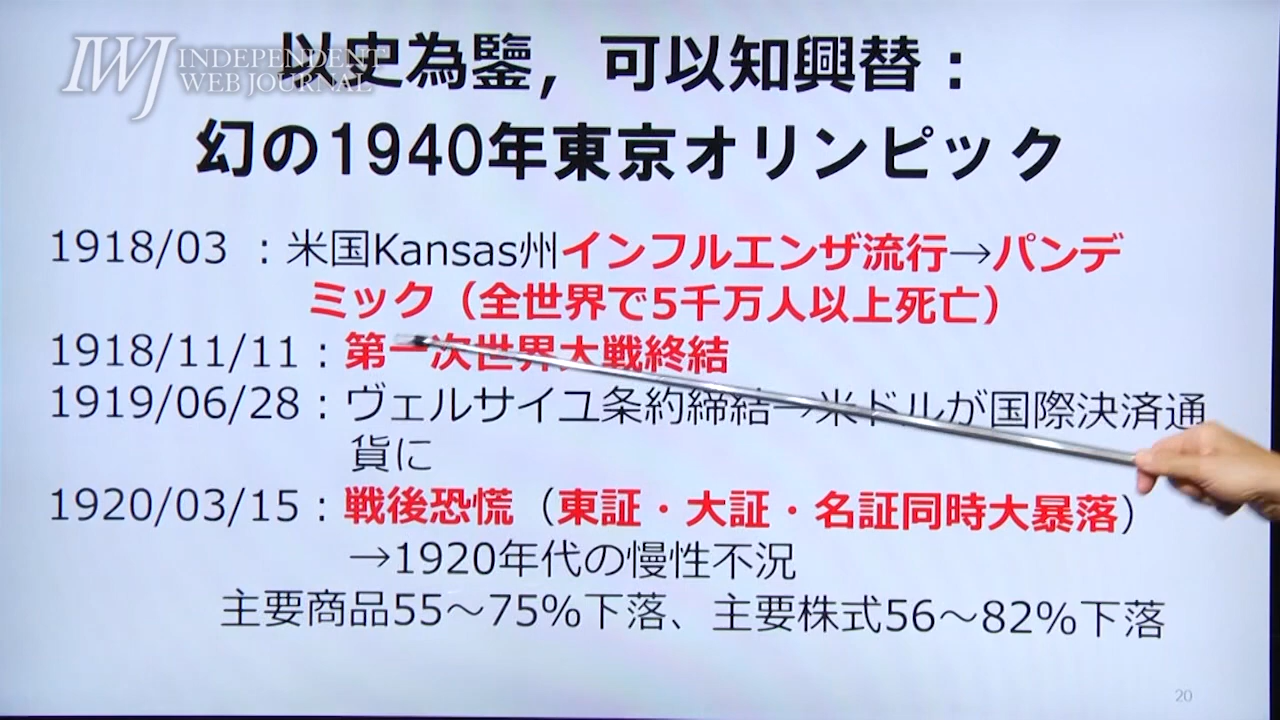 IWJ INDEPENDENT
WEB JOURNAL
以史為鑒，可以知興替：
幻の1940年東京オリンピック
1918/03 ：米国Kansas州インフルエンザ流行→パンデ
ミック（全世界で5千万人以上死亡）
1918/11/11：第一次世界大戦終結
1919/06/28：ヴェルサイユ条約締結→米ドルが国際決済通
貨に
1920/03/15：戦後恐慌（東証・大証・名証同時大暴落）
→1920年代の慢性不況
主要商品55～75%下落、主要株式56～82%下落
20